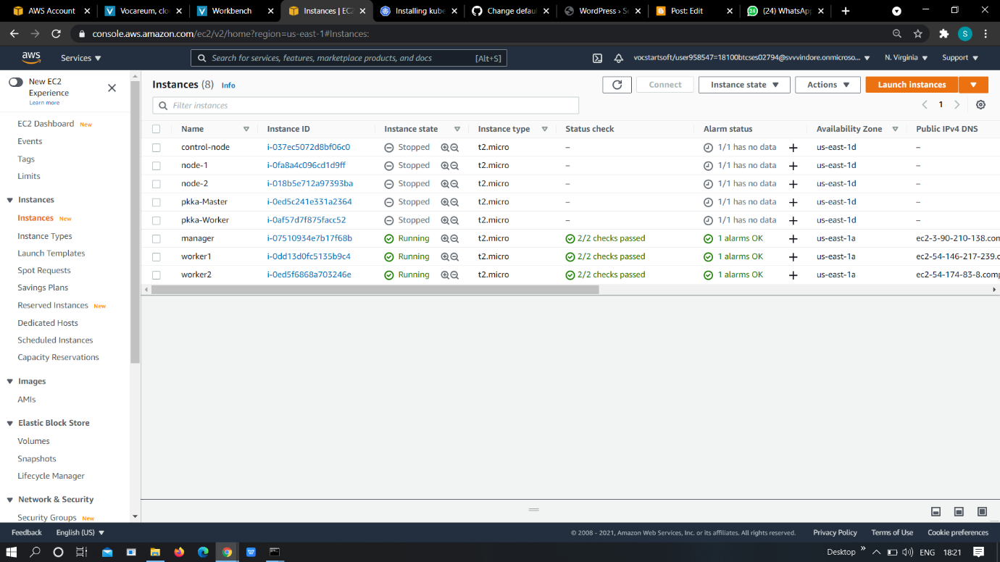 AWS Account
Vocareum, clo
Workbench
Instances | EC2
Installing kube
Change defau
WordPress › Se
Post: Edit
(24) WhatsApp
console.aws.amazon.com/ec2/v2/home?region=us-east-1#Instances:
S
aws
Services
Search for services, features, marketplace products, and docs
[Alt+S]
vocstartsoft/user958547=18100btcses02794@svvvindore.onmicroso...
N. Virginia
Support
New EC2
Experience
Learn more
EC2 Dashboard New
Events
Tags
Limits
Instances
Instances New
Instance Types
Launch Templates
Spot Requests
Savings Plans
Reserved Instances New
Dedicated Hosts
Scheduled Instances
Capacity Reservations
Images
AMIs
Elastic Block Store
Volumes
Snapshots
Lifecycle Manager
Network & Security
Security Groups New
Instances (8) Info
Connect
Instance state
Actions
Launch instances
Filter instances
1
Name Instance ID Instance state Instance type Status check Alarm status Availability Zone Public IPv4 DNS
control-node i-037ec5072d8bf06c0 Stopped t2.micro – 1/1 has no data + us-east-1d –
node-1 i-0fa8a4c096cd1d9ff Stopped t2.micro – 1/1 has no data + us-east-1d –
node-2 i-018b5e712a97393ba Stopped t2.micro – 1/1 has no data + us-east-1d –
pkka-Master i-0ed5c241e331a2364 Stopped t2.micro – 1/1 has no data + us-east-1d –
pkka-Worker i-0af57d7f875facc52 Stopped t2.micro – 1/1 has no data + us-east-1d –
manager i-07510934e7b17f68b Running t2.micro 2/2 checks passed 1 alarms OK + us-east-1a ec2-3-90-210-138.com
worker1 i-0dd13d0fc5135b9c4 Running t2.micro 2/2 checks passed 1 alarms OK + us-east-1a ec2-54-146-217-239.c
worker2 i-0ed5f6868a703246e Running t2.micro 2/2 checks passed 1 alarms OK + us-east-1a ec2-54-174-83-8.comp
Feedback
English (US)
© 2008 - 2021, Amazon Web Services, Inc. or its affiliates. All rights reserved.
Privacy Policy
Terms of Use
Cookie preferences
Desktop
ENG
18:21